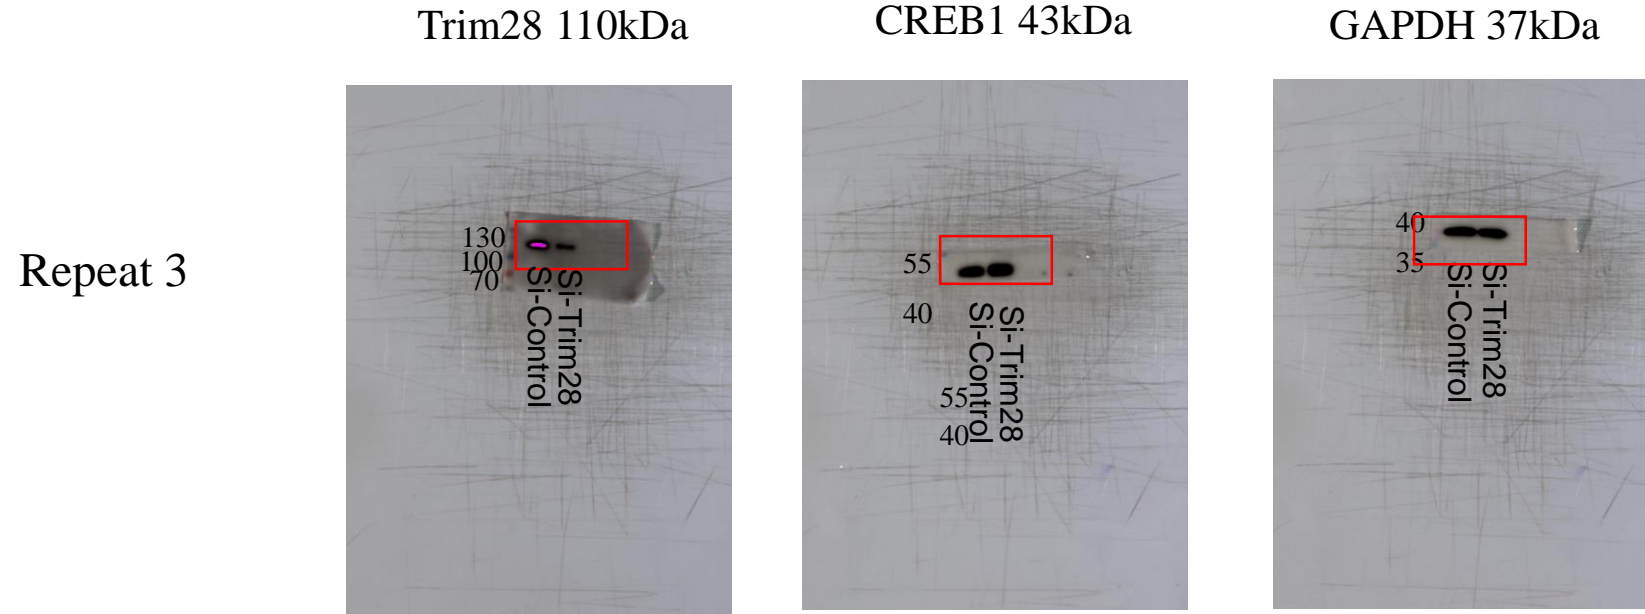 Trim28 110kDa
CREB1 43kDa
GAPDH 37kDa
Repeat 3
130
100
70
Si-Control
Si-Trim28
55
40
Si-Control
Si-Trim28
55
40
40
35
Si-Control
Si-Trim28